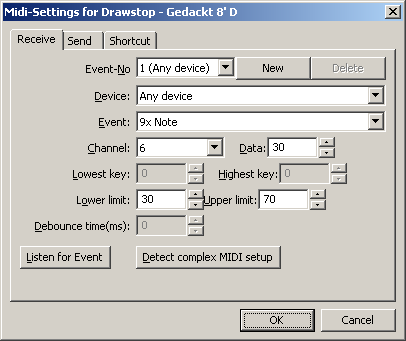 Midi-Settings for Drawstop - Gedackt 8' D
Receive Send Shortcut
Event-No 1 (Any device) New Delete
Device: Any device
Event: 9x Note
Channel: 6 Data: 30
Lowest key: 0 Highest key: 0
Lower limit: 30 Upper limit: 70
Debounce time(ms): 0
Listen for Event Detect complex MIDI setup
OK Cancel